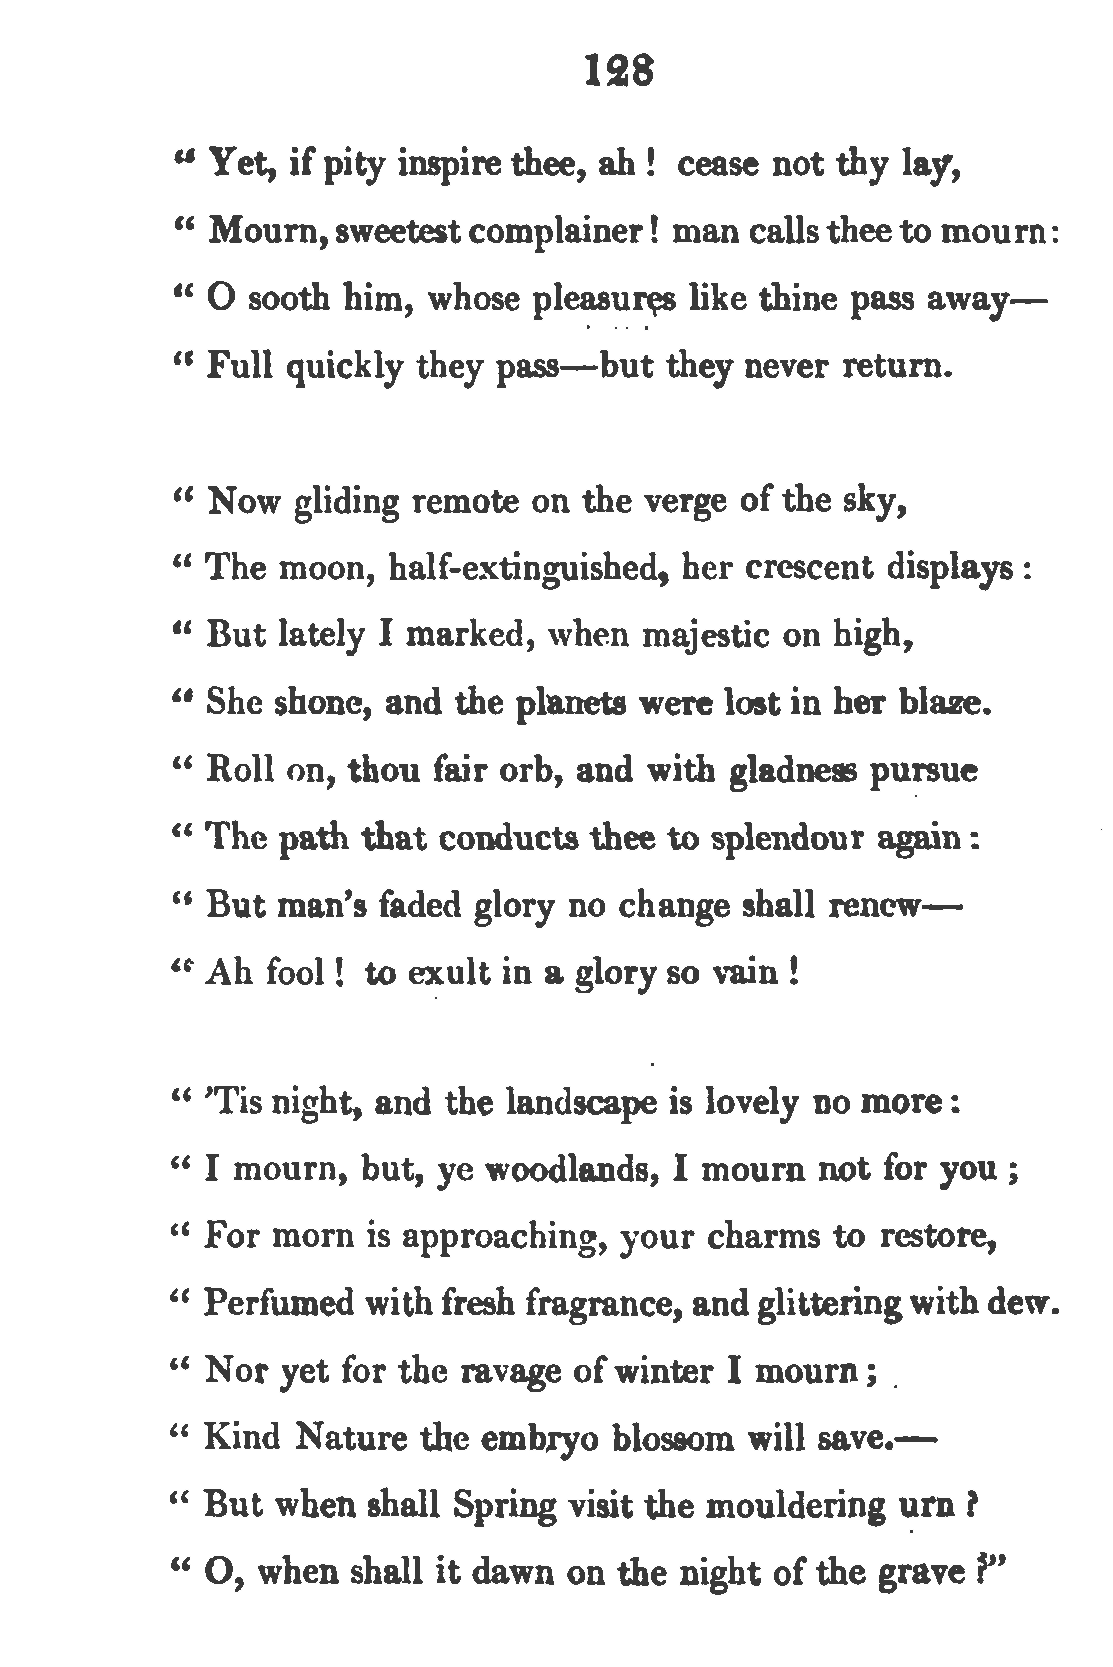 128
“ Yet, if pity inspire thee, ah ! cease not thy lay,
“ Mourn, sweetest complainer ! man calls thee to mourn :
“ O sooth him, whose pleasures like thine pass away—
“ Full quickly they pass—but they never return.
“ Now gliding remote on the verge of the sky,
“ The moon, half-extinguished, her crescent displays :
“ But lately I marked, when majestic on high,
“ She shone, and the planets were lost in her blaze.
“ Roll on, thou fair orb, and with gladness pursue
“ The path that conducts thee to splendour again :
“ But man’s faded glory no change shall renew—
“ Ah fool ! to exult in a glory so vain !
“ ’Tis night, and the landscape is lovely no more :
“ I mourn, but, ye woodlands, I mourn not for you ;
“ For morn is approaching, your charms to restore,
“ Perfumed with fresh fragrance, and glittering with dew.
“ Nor yet for the ravage of winter I mourn ;
“ Kind Nature the embryo blossom will save.—
“ But when shall Spring visit the mouldering urn ?
“ O, when shall it dawn on the night of the grave ?”